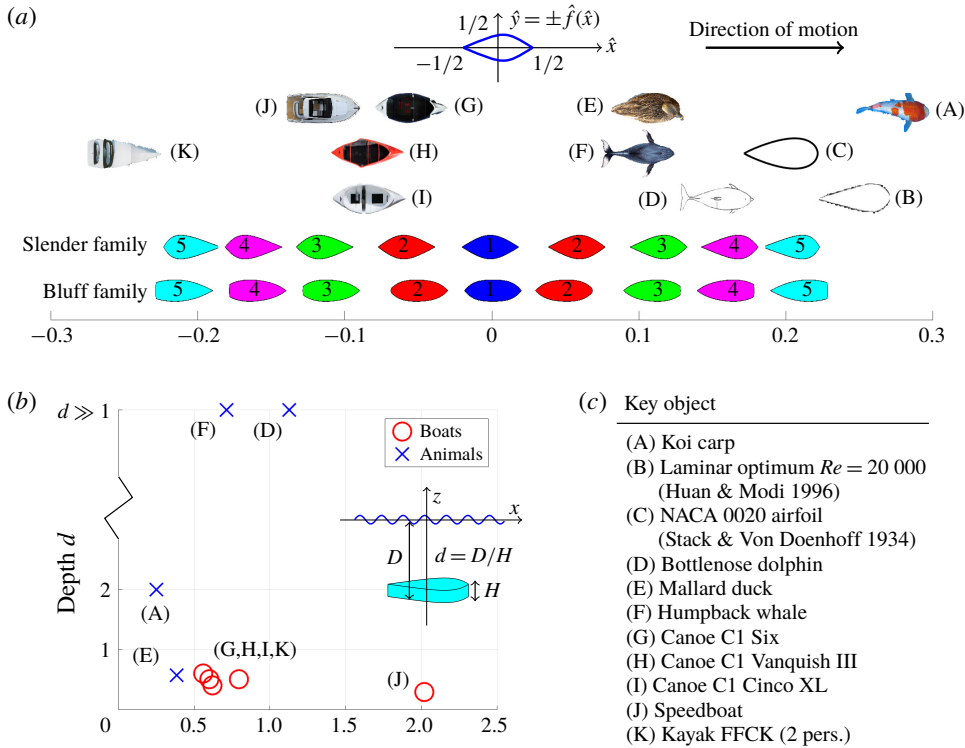 (a)
1/2
ŷ = ±f̂(x̂)
x̂
−1/2
1/2
Direction of motion
(J)
(G)
(E)
(A)
(K)
(H)
(F)
(C)
(I)
(D)
(B)
Slender family
5 4 3 2 1 2 3 4 5
Bluff family
5 4 3 2 1 2 3 4 5
−0.3 −0.2 −0.1 0 0.1 0.2 0.3
(b)
d ≫ 1
(F)
(D)
Boats
Animals
z
x
D
d = D/H
H
Depth d
2
(A)
1
(E)
(G,H,I,K)
(J)
0 0.5 1.0 1.5 2.0 2.5
(c)
Key object
(A) Koi carp
(B) Laminar optimum Re = 20 000
(Huan & Modi 1996)
(C) NACA 0020 airfoil
(Stack & Von Doenhoff 1934)
(D) Bottlenose dolphin
(E) Mallard duck
(F) Humpback whale
(G) Canoe C1 Six
(H) Canoe C1 Vanquish III
(I) Canoe C1 Cinco XL
(J) Speedboat
(K) Kayak FFCK (2 pers.)